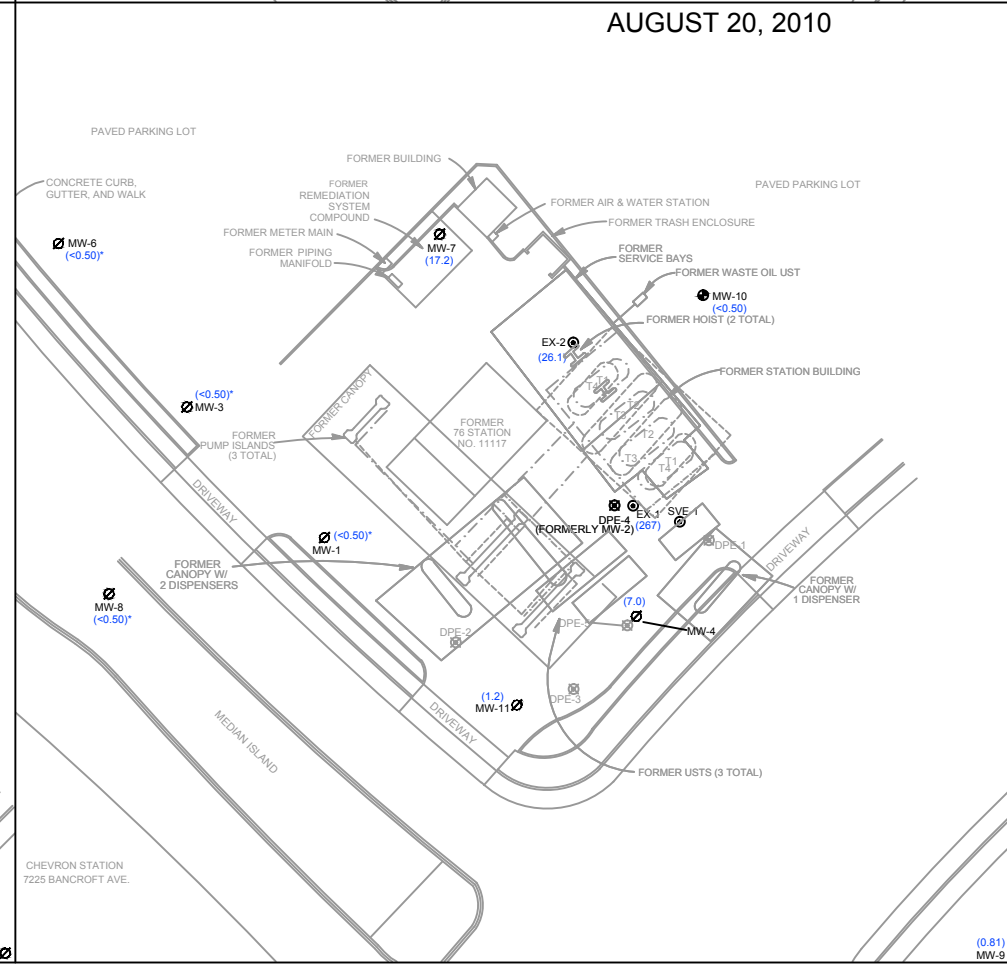 AUGUST 20, 2010
PAVED PARKING LOT
FORMER BUILDING
CONCRETE CURB,
GUTTER, AND WALK
FORMER
REMEDIATION
SYSTEM
COMPOUND
PAVED PARKING LOT
FORMER AIR & WATER STATION
FORMER TRASH ENCLOSURE
FORMER METER MAIN
MW-6
(<0.50)*
MW-7
(17.2)
FORMER PIPING
MANIFOLD
FORMER
SERVICE BAYS
FORMER WASTE OIL UST
MW-10
(<0.50)
FORMER HOIST (2 TOTAL)
EX-2
(26.1)
FORMER STATION BUILDING
FORMER CANOPY
T4
T3
T2
T2
T3
T1
T4
(<0.50)*
MW-3
FORMER
76 STATION
NO. 11117
FORMER
PUMP ISLANDS
(3 TOTAL)
DRIVEWAY
DPE-4
(FORMERLY MW-2)
EX-1
(267)
SVE-1
DPE-1
DRIVEWAY
(<0.50)*
MW-1
FORMER
CANOPY W/
2 DISPENSERS
FORMER
CANOPY W/
1 DISPENSER
MW-8
(<0.50)*
(7.0)
DPE-5
MW-4
DPE-2
DPE-3
(1.2)
MW-11
DRIVEWAY
MEDIAN ISLAND
FORMER USTS (3 TOTAL)
CHEVRON STATION
7225 BANCROFT AVE.
(0.81)
MW-9